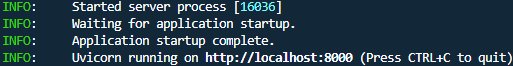 INFO:     Started server process [16036]
INFO:     Waiting for application startup.
INFO:     Application startup complete.
INFO:     Uvicorn running on http://localhost:8000 (Press CTRL+C to quit)